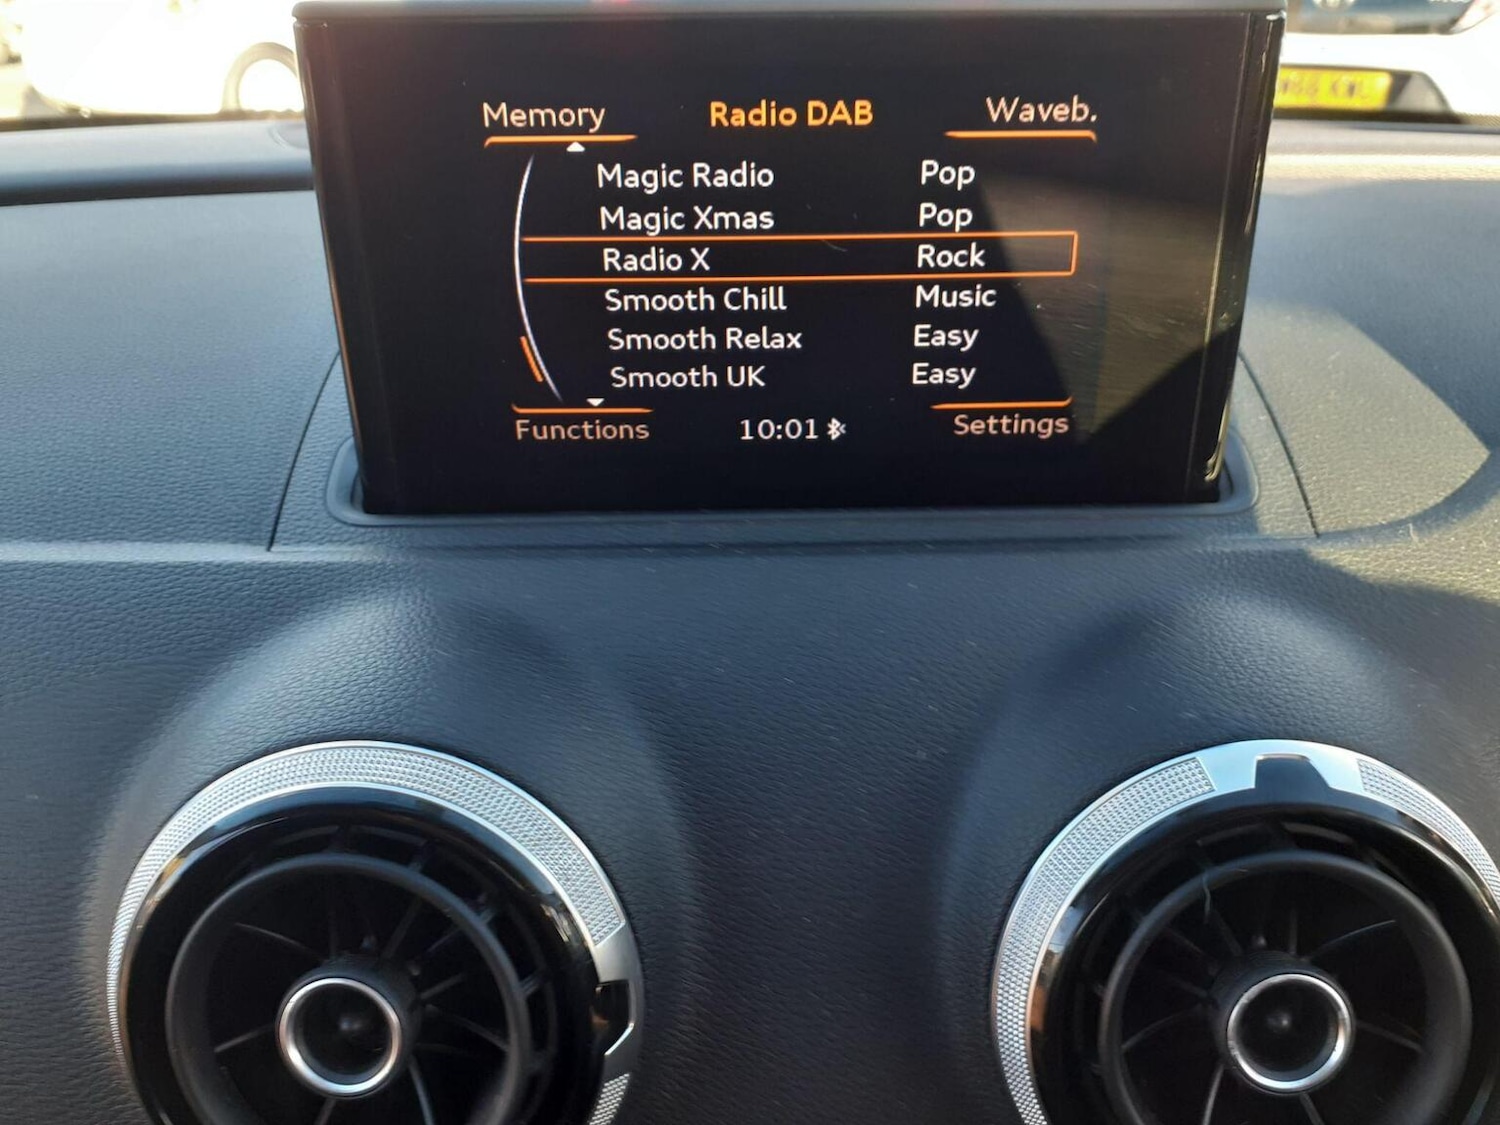 Memory Radio DAB Waveb.
Magic Radio Pop
Magic Xmas Pop
Radio X Rock
Smooth Chill Music
Smooth Relax Easy
Smooth UK Easy
Functions 10:01 Settings